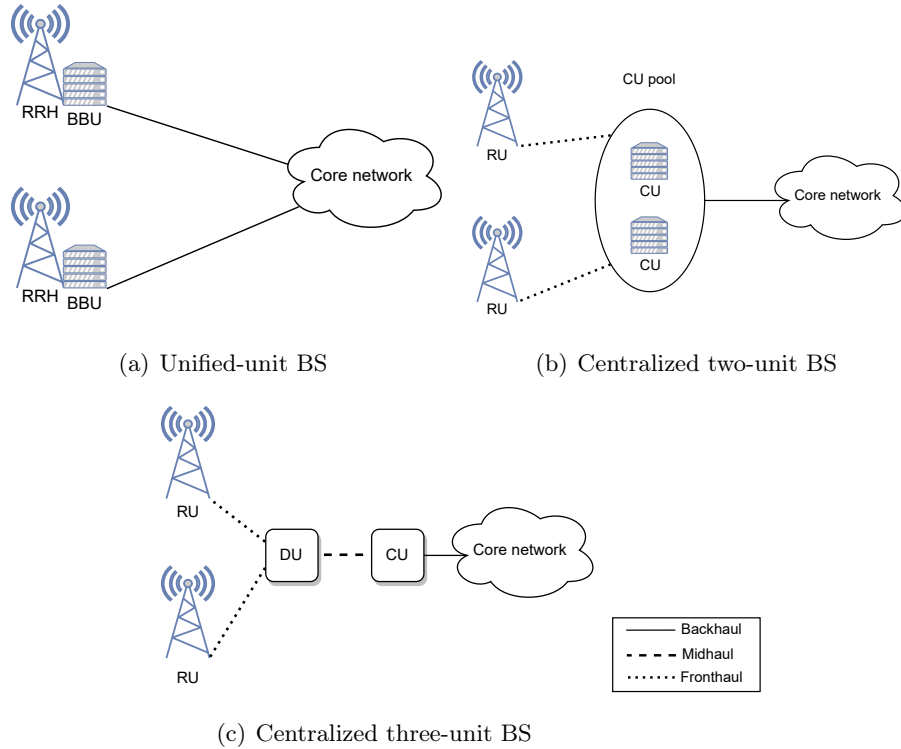 RRH
BBU
Core network
RRH
BBU
(a) Unified-unit BS
CU pool
RU
CU
CU
RU
Core network
(b) Centralized two-unit BS
RU
DU
CU
Core network
RU
Backhaul
Midhaul
Fronthaul
(c) Centralized three-unit BS